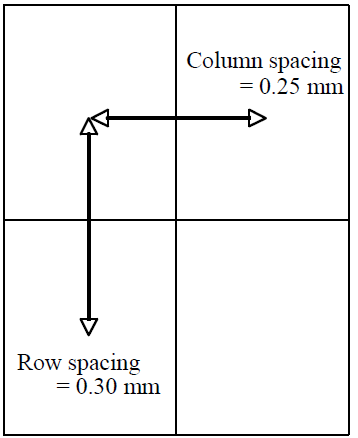 Column spacing
= 0.25 mm
Row spacing
= 0.30 mm